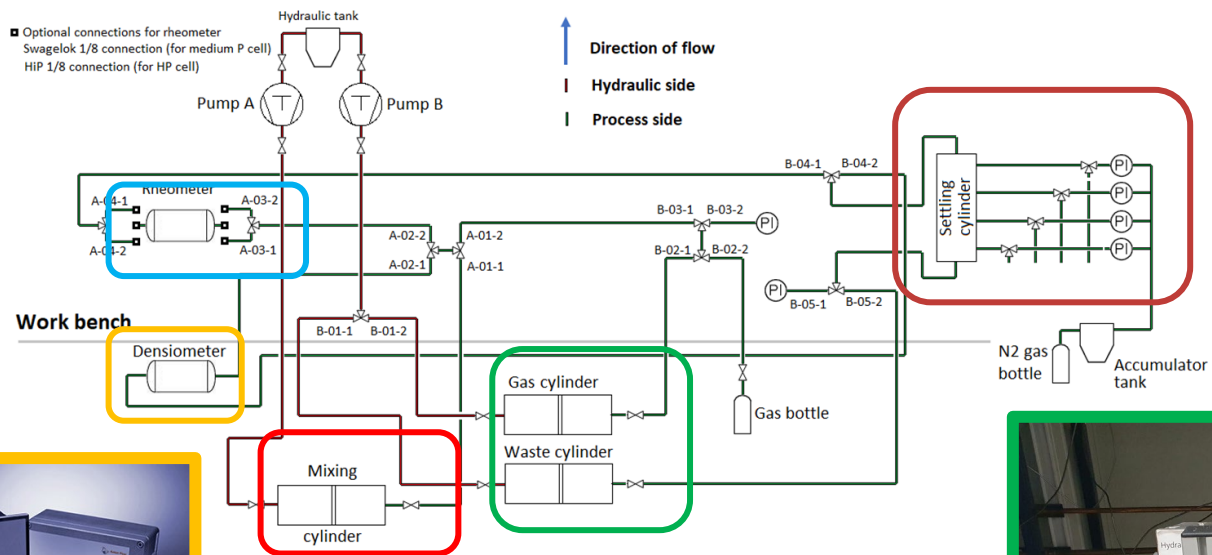 Optional connections for rheometer
Swagelok 1/8 connection (for medium P cell)
HiP 1/8 connection (for HP cell)
Hydraulic tank
Pump A
Pump B
Direction of flow
Hydraulic side
Process side
B-04-1
B-04-2
Rheometer
A-04-1
A-04-2
A-03-2
A-03-1
A-02-2
A-02-1
A-01-2
A-01-1
B-03-1
B-03-2
PI
B-02-1
B-02-2
Settling
cylinder
PI
PI
PI
PI
PI
B-05-1
B-05-2
B-01-1
B-01-2
Work bench
Densiometer
N2 gas
bottle
Accumulator
tank
Gas cylinder
Gas bottle
Waste cylinder
Mixing
cylinder
Hydra